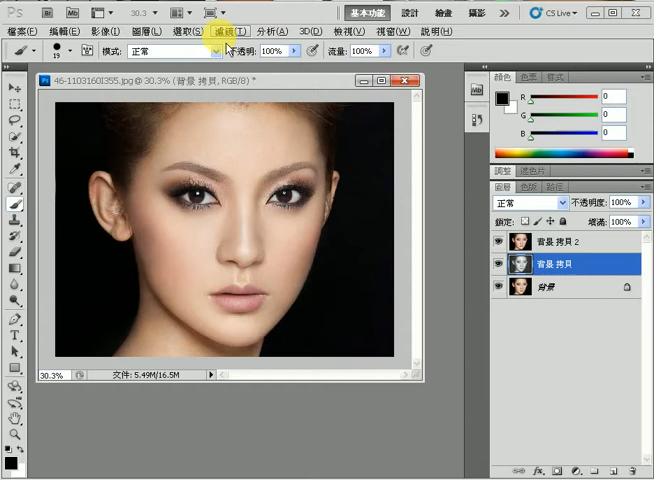 Ps Br Mb 30.3 基本功能 設計 繪畫 攝影 CS Live
檔案(F) 編輯(E) 影像(I) 圖層(L) 選取(S) 濾鏡(T) 分析(A) 3D(D) 檢視(V) 視窗(W) 說明(H)
19 模式: 正常 不透明: 100% 流量: 100%
46-1103160I355.jpg @ 30.3% (背景 拷貝, RGB/8) *
Mb
顏色 色票 樣式
R 0
G 0
B 0
調整 遮色片
圖層 色版 路徑
正常 不透明度: 100%
鎖定: 填滿: 100%
背景 拷貝 2
背景 拷貝
背景
30.3% 文件: 5.49M/16.5M